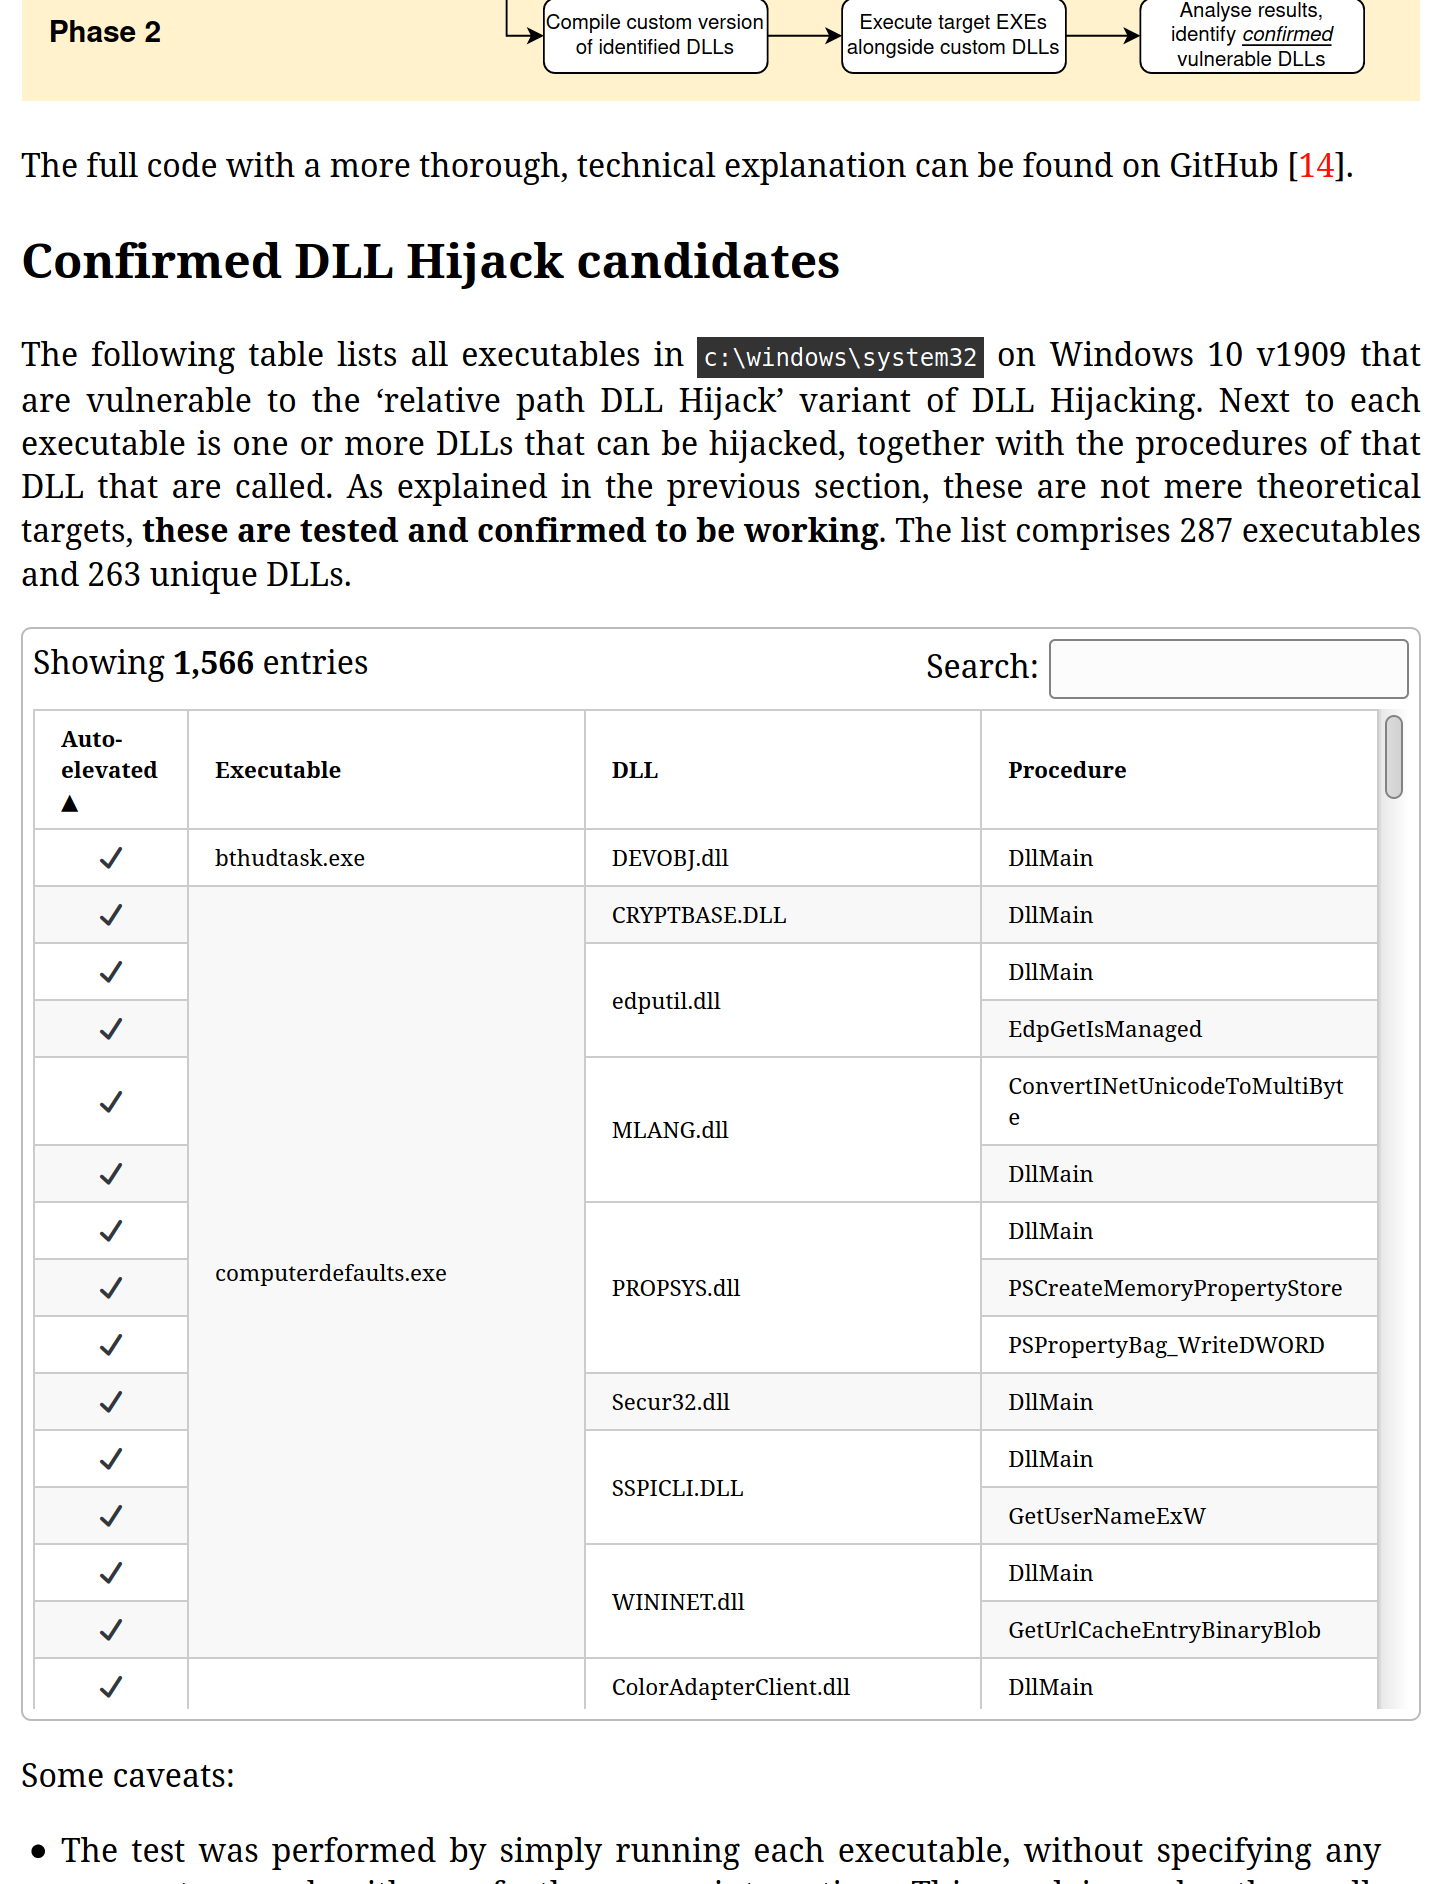 Phase 2
Compile custom version
of identified DLLs
Execute target EXEs
alongside custom DLLs
Analyse results,
identify confirmed
vulnerable DLLs
The full code with a more thorough, technical explanation can be found on GitHub [14].
Confirmed DLL Hijack candidates
The following table lists all executables in c:\windows\system32 on Windows 10 v1909 that
are vulnerable to the ‘relative path DLL Hijack’ variant of DLL Hijacking. Next to each
executable is one or more DLLs that can be hijacked, together with the procedures of that
DLL that are called. As explained in the previous section, these are not mere theoretical
targets, these are tested and confirmed to be working. The list comprises 287 executables
and 263 unique DLLs.
Showing 1,566 entries
Search:
Auto-
elevated
▲
Executable
DLL
Procedure
✓ bthudtask.exe DEVOBJ.dll DllMain
✓ CRYPTBASE.DLL DllMain
✓ DllMain
edputil.dll
✓ EdpGetIsManaged
✓ ConvertINetUnicodeToMultiByt
e
MLANG.dll
✓ DllMain
✓ DllMain
computerdefaults.exe
✓ PROPSYS.dll PSCreateMemoryPropertyStore
✓ PSPropertyBag_WriteDWORD
✓ Secur32.dll DllMain
✓ DllMain
SSPICLI.DLL
✓ GetUserNameExW
✓ DllMain
WININET.dll
✓ GetUrlCacheEntryBinaryBlob
✓ ColorAdapterClient.dll DllMain
Some caveats:
• The test was performed by simply running each executable, without specifying any